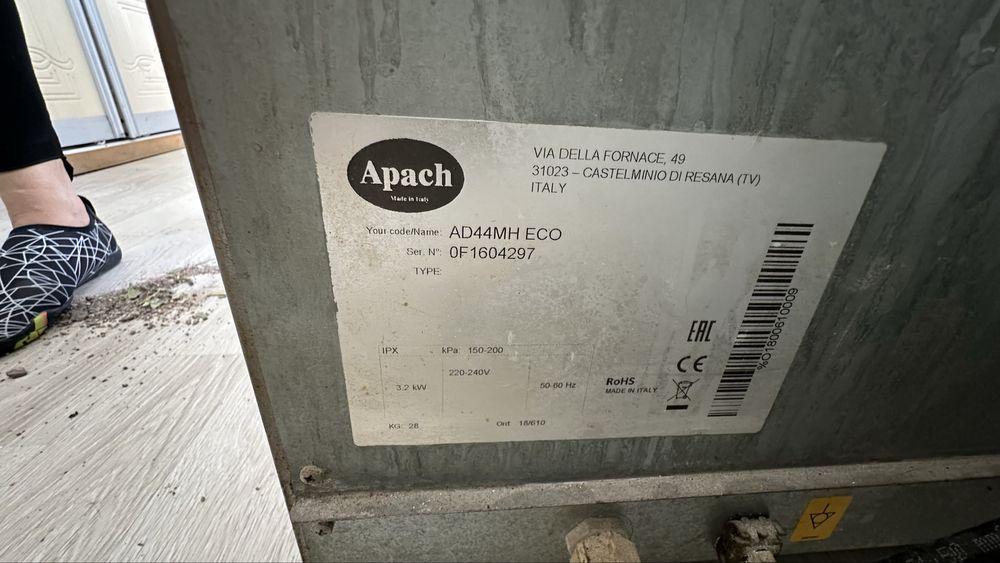 Apach
Made in Italy
VIA DELLA FORNACE, 49
31023 – CASTELMINIO DI RESANA (TV)
ITALY
Your code/Name: AD44MH ECO
Ser. N°: 0F1604297
TYPE:
IPX kPa: 150-200
3.2 kW 220-240V 50-60 Hz
KG: 28 Ont 18/610
EAC
CE
RoHS
MADE IN ITALY
%O1800610009